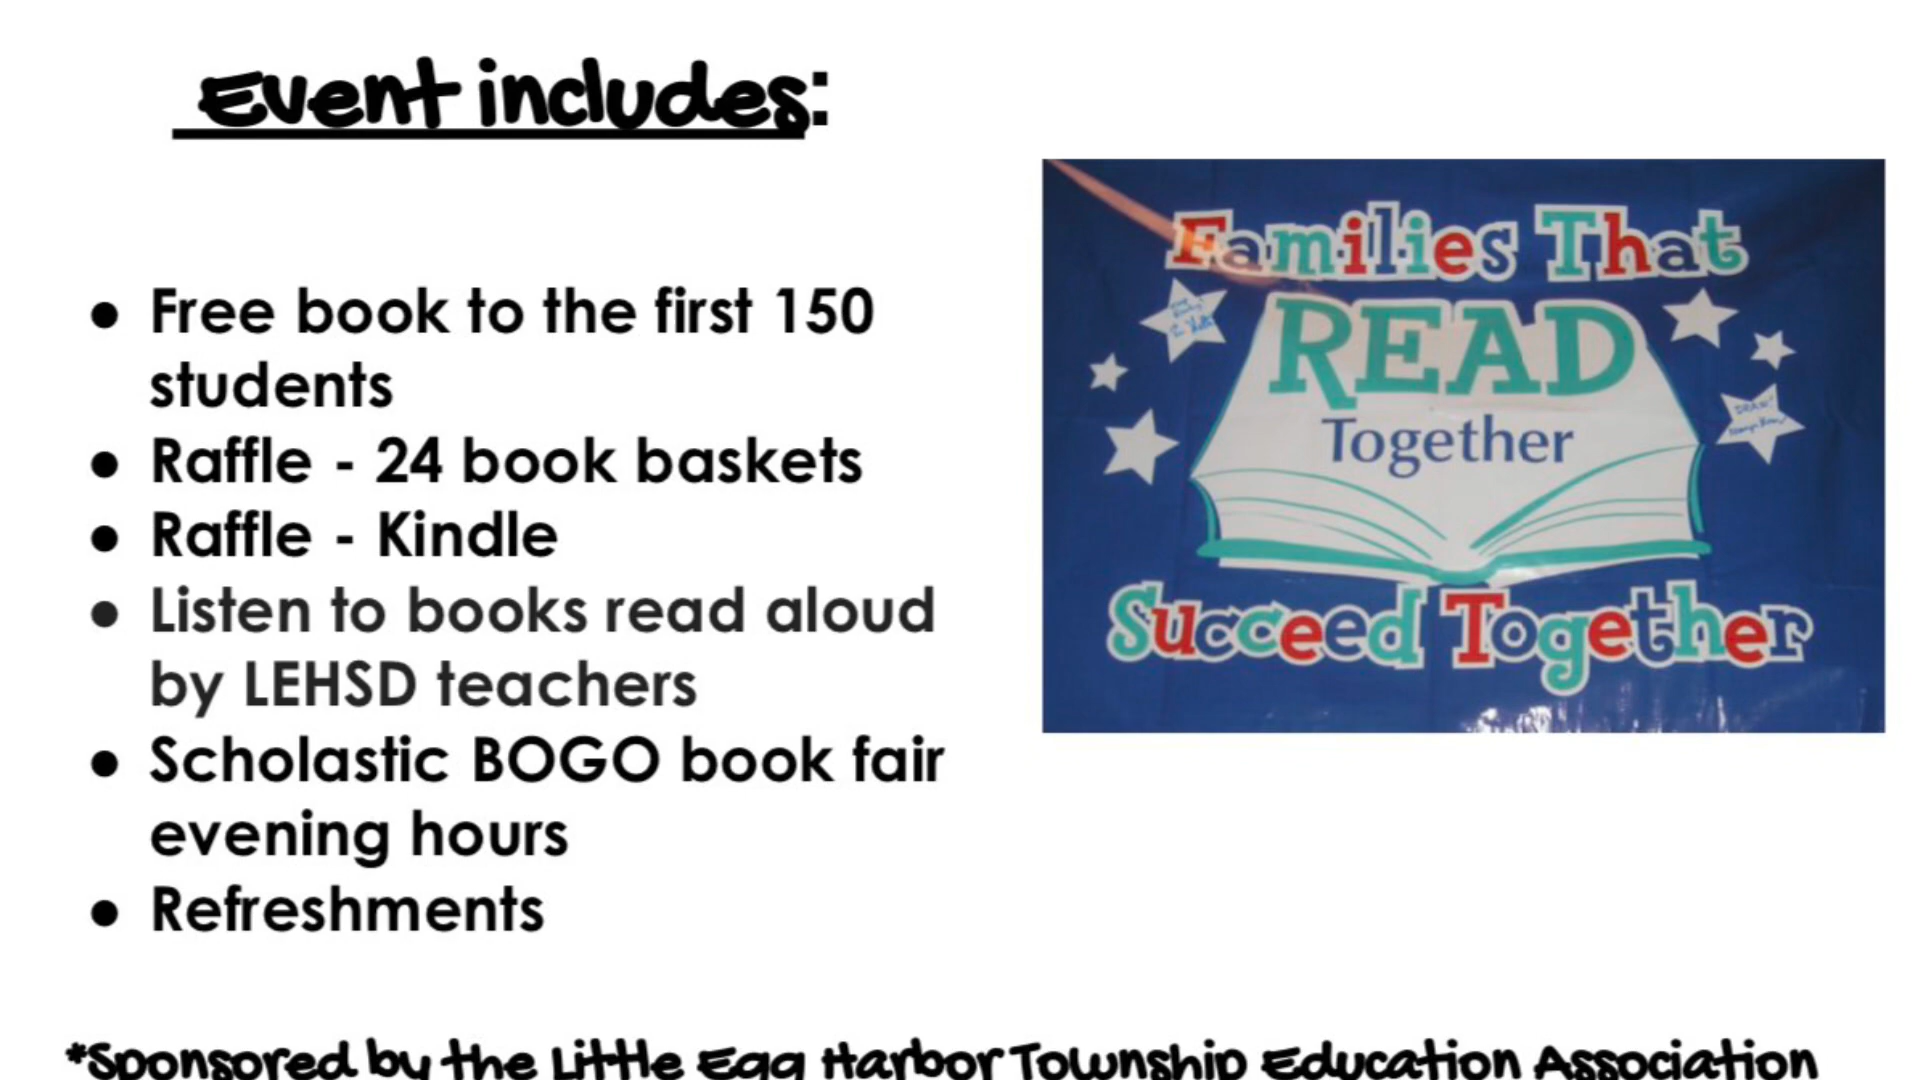 Event includes:
● Free book to the first 150
students
● Raffle - 24 book baskets
● Raffle - Kindle
● Listen to books read aloud
by LEHSD teachers
● Scholastic BOGO book fair
evening hours
● Refreshments
Families That
READ
Together
Succeed Together
*Sponsored by the Little Egg Harbor Township Education Association